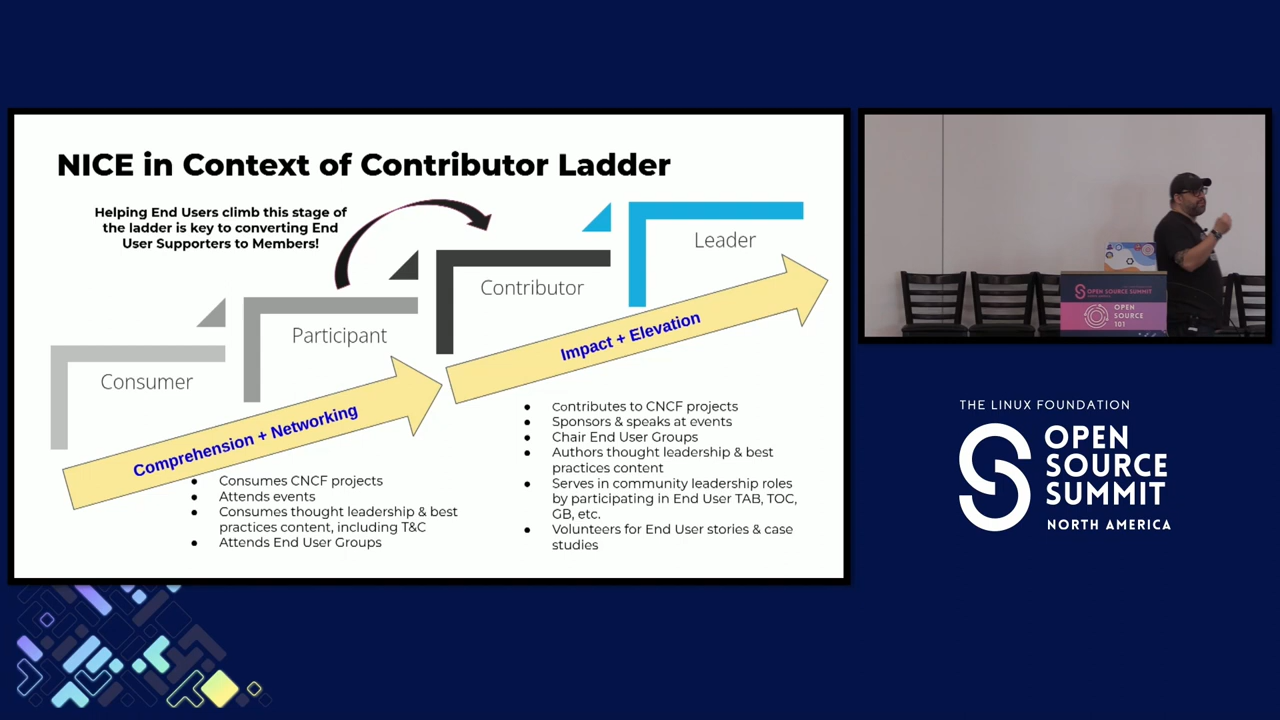 NICE in Context of Contributor Ladder
Helping End Users climb this stage of
the ladder is key to converting End
User Supporters to Members!
Consumer
Participant
Contributor
Leader
Comprehension + Networking
Impact + Elevation
● Consumes CNCF projects
● Attends events
● Consumes thought leadership & best
practices content, including T&C
● Attends End User Groups
● Contributes to CNCF projects
● Sponsors & speaks at events
● Chair End User Groups
● Authors thought leadership & best
practices content
● Serves in community leadership roles
by participating in End User TAB, TOC,
GB, etc.
● Volunteers for End User stories & case
studies
OPEN SOURCE SUMMIT
OPEN
SOURCE
101
THE LINUX FOUNDATION
OPEN
SOURCE
SUMMIT
NORTH AMERICA